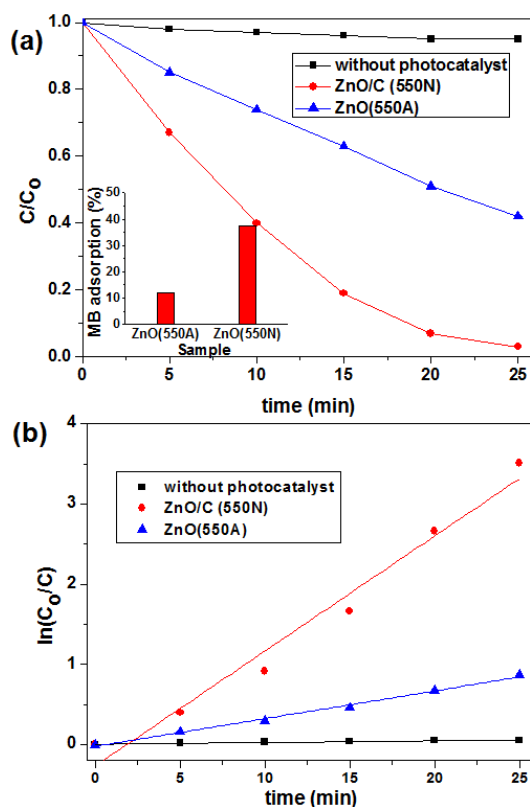 (a)
1.0
0.8
0.6
0.4
0.2
0.0
C/Co
without photocatalyst
ZnO/C (550N)
ZnO(550A)
50
40
30
20
10
0
MB adsorption (%)
ZnO(550A) ZnO(550N)
Sample
0 5 10 15 20 25
time (min)
(b)
4
3
2
1
0
ln(Co/C)
without photocatalyst
ZnO/C (550N)
ZnO(550A)
0 5 10 15 20 25
time (min)